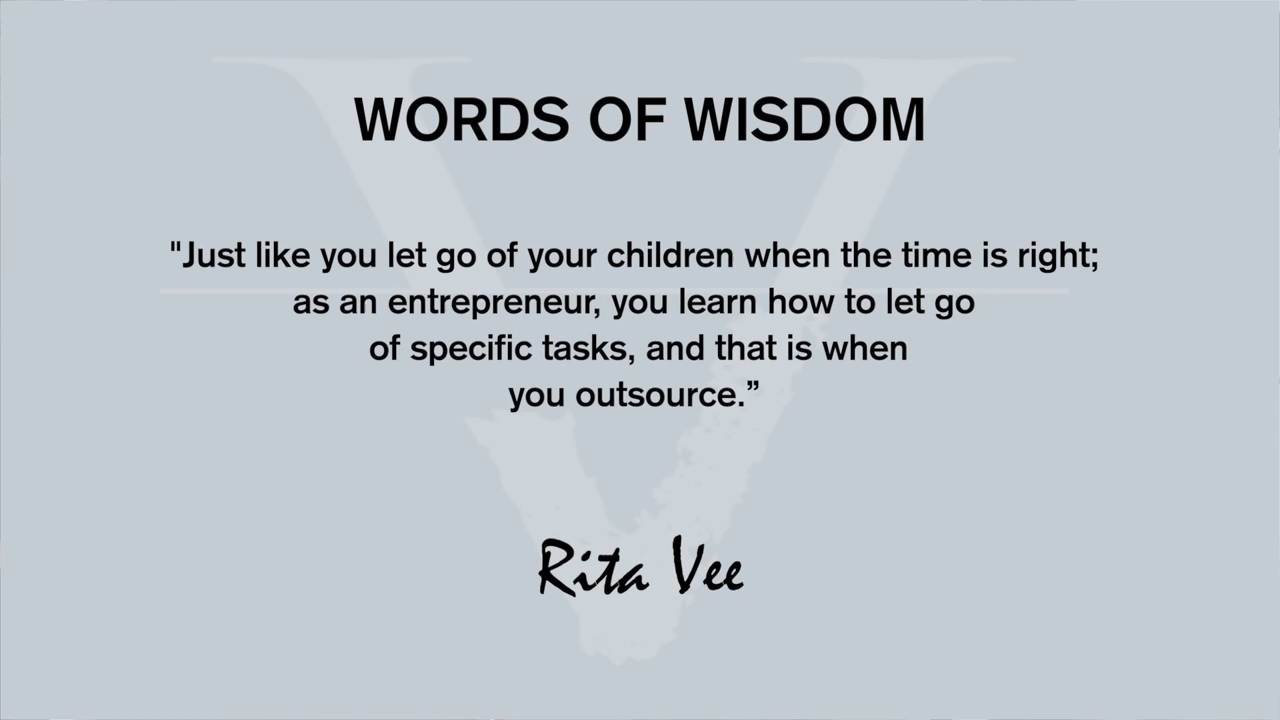 WORDS OF WISDOM
"Just like you let go of your children when the time is right;
as an entrepreneur, you learn how to let go
of specific tasks, and that is when
you outsource.”
Rita Vee
V